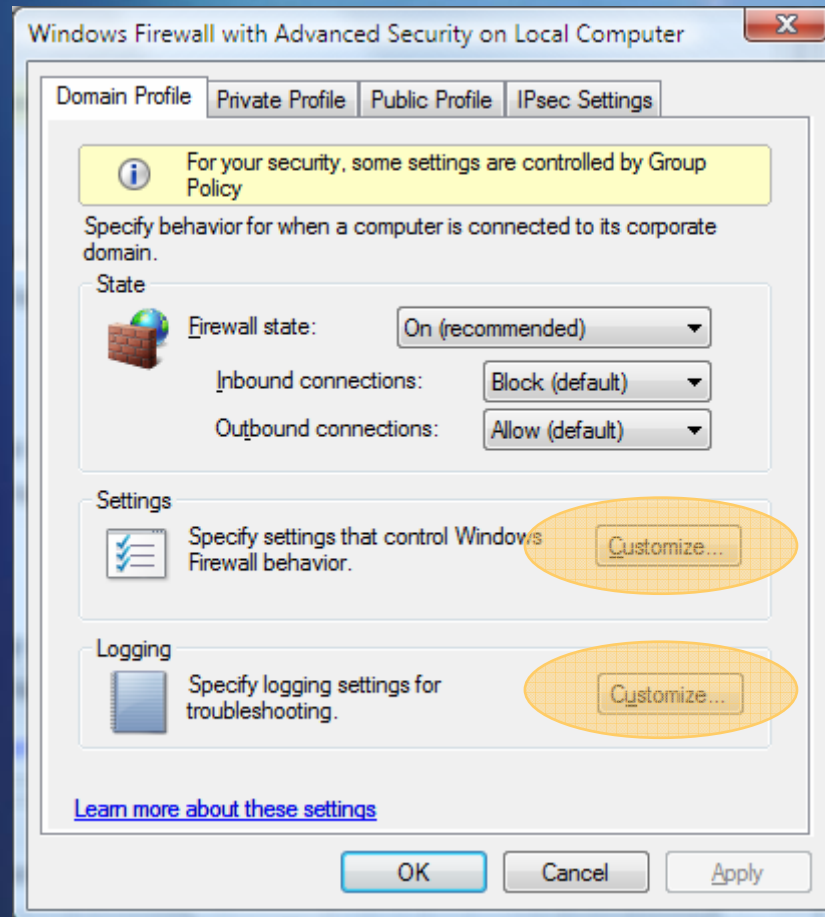 Windows Firewall with Advanced Security on Local Computer
Domain Profile
Private Profile
Public Profile
IPsec Settings
For your security, some settings are controlled by Group
Policy
Specify behavior for when a computer is connected to its corporate
domain.
State
Firewall state:
On (recommended)
Inbound connections:
Block (default)
Outbound connections:
Allow (default)
Settings
Specify settings that control Windows
Firewall behavior.
Customize...
Logging
Specify logging settings for
troubleshooting.
Customize...
Learn more about these settings
OK
Cancel
Apply